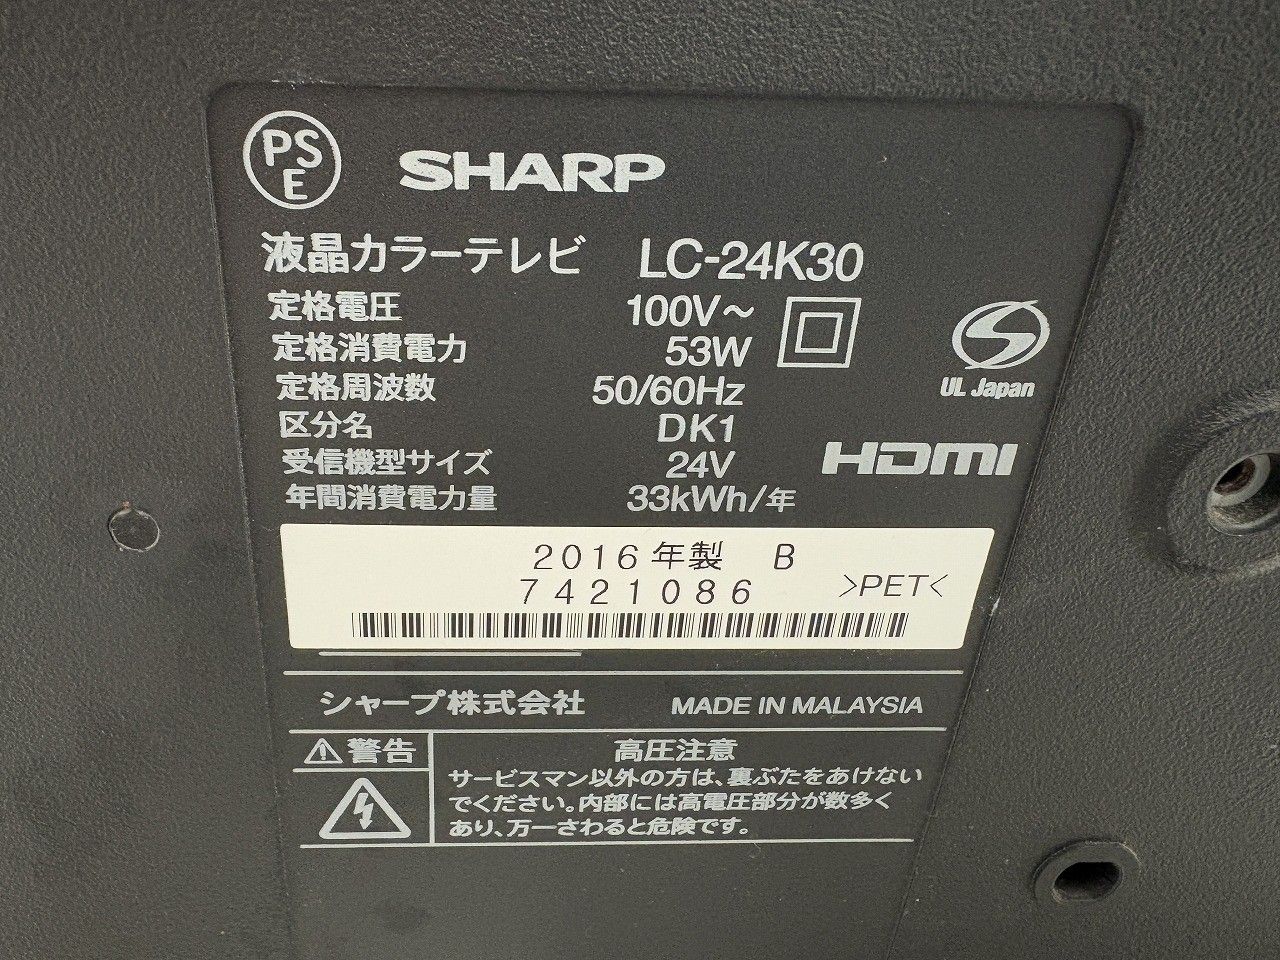 PS
E
SHARP
液晶カラーテレビ LC-24K30
定格電圧 100V～
定格消費電力 53W
定格周波数 50/60Hz
区分名 DK1
受信機型サイズ 24V
年間消費電力量 33kWh/年
S
UL Japan
HDMI
2016年製 B
7421086 >PET<
シャープ株式会社 MADE IN MALAYSIA
⚠警告
高圧注意
サービスマン以外の方は、裏ぶたをあけない
でください。内部には高電圧部分が数多く
あり、万一さわると危険です。